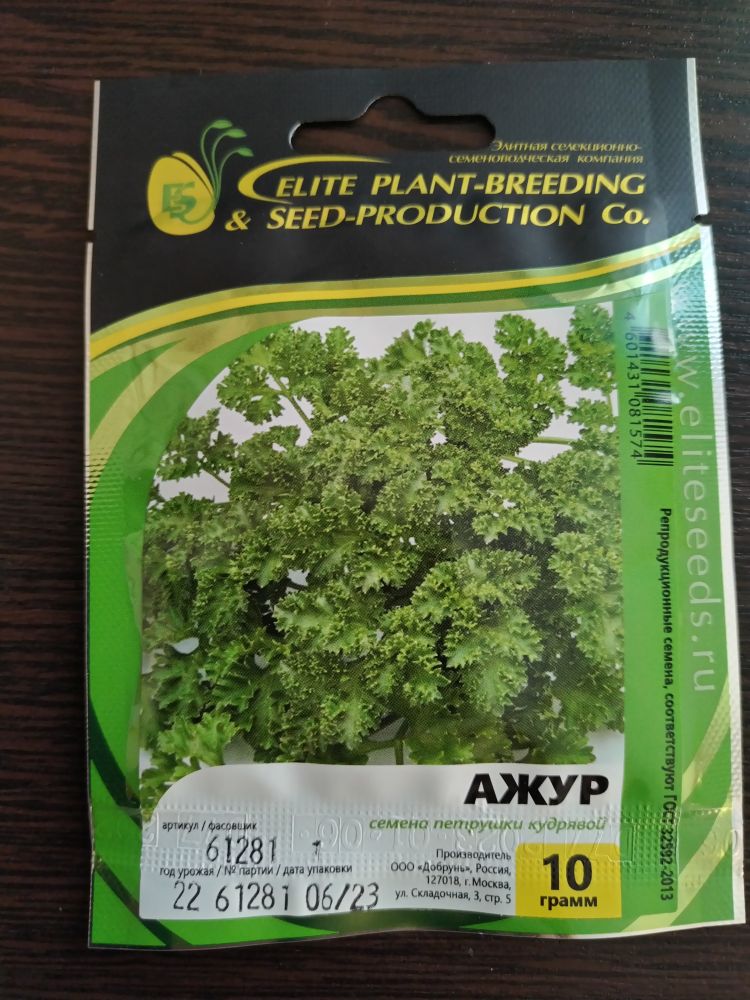 Элитная селекционно-
семеноводческая компания
ELITE PLANT-BREEDING
& SEED-PRODUCTION Co.
4 601431 081574
www.eliteseeds.ru
Репродукционные семена, соответствуют ГОСТ 32592-2013
АЖУР
семена петрушки кудрявой
артикул / фасовщик
61281 1
год урожая / № партии / дата упаковки
22 61281 06/23
Производитель
ООО «Добрунь», Россия,
127018, г. Москва,
ул. Складочная, 3, стр. 5
10
грамм